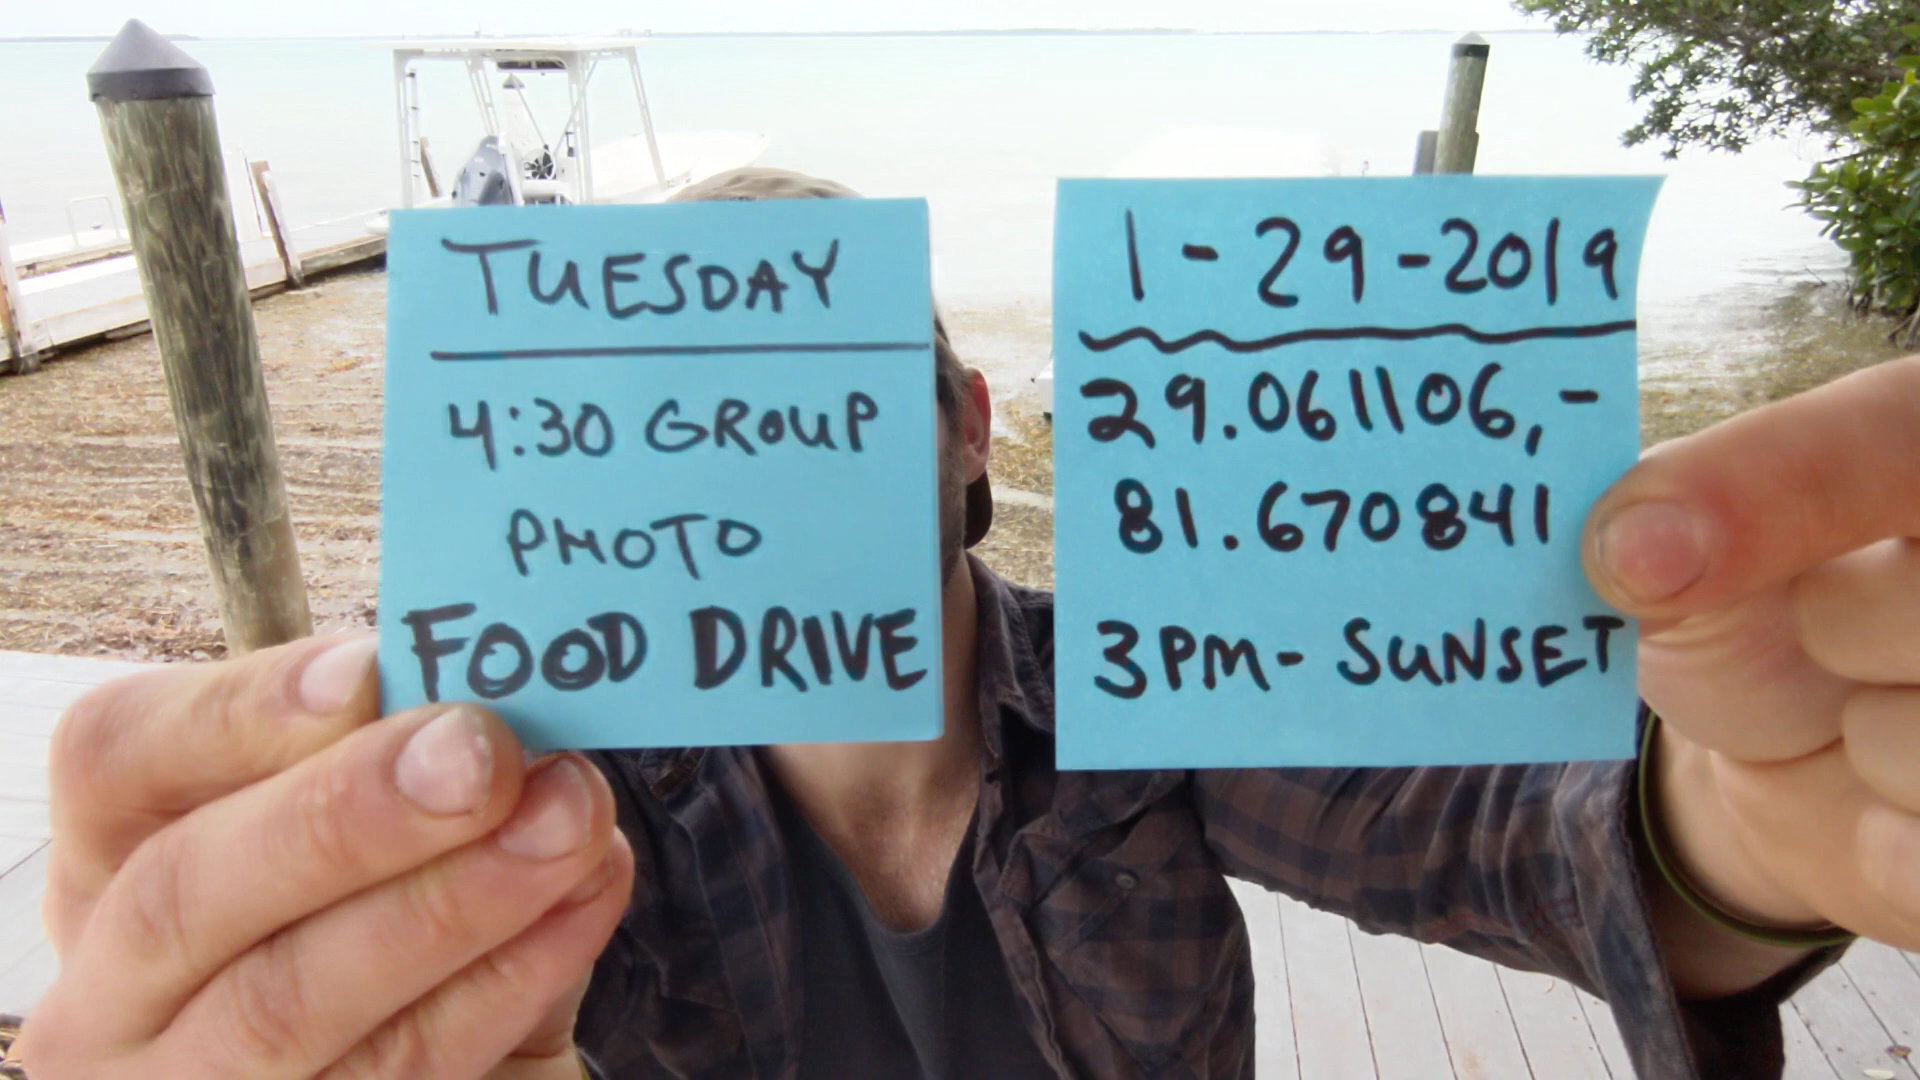 TUESDAY
4:30 GROUP
PHOTO
FOOD DRIVE
1-29-2019
29.061106,-
81.670841
3PM-SUNSET